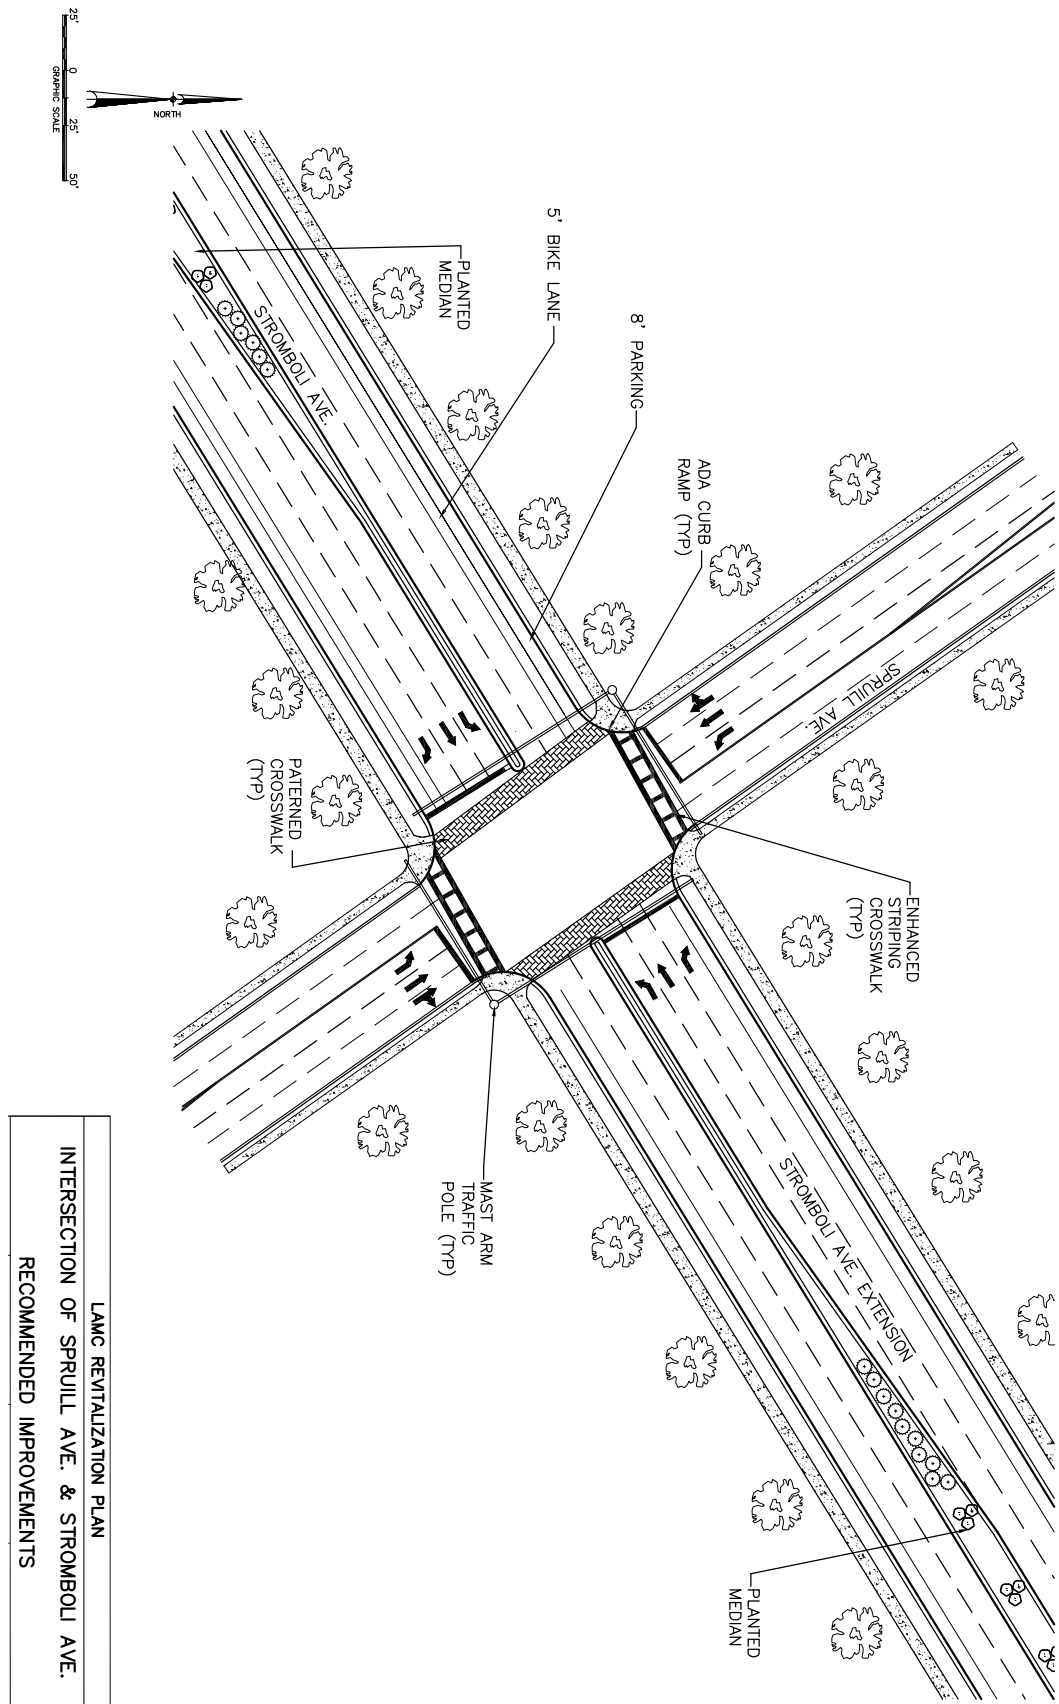 25'
0
25'
50'
GRAPHIC SCALE
NORTH
PLANTED
MEDIAN
5' BIKE LANE
8' PARKING
ADA CURB
RAMP (TYP)
STROMBOLI AVE.
SPRUILL AVE.
PATERNED
CROSSWALK
(TYP)
ENHANCED
STRIPING
CROSSWALK
(TYP)
MAST ARM
TRAFFIC
POLE (TYP)
STROMBOLI AVE. EXTENSION
PLANTED
MEDIAN
LAMC REVITALIZATION PLAN
INTERSECTION OF SPRUILL AVE. & STROMBOLI AVE.
RECOMMENDED IMPROVEMENTS